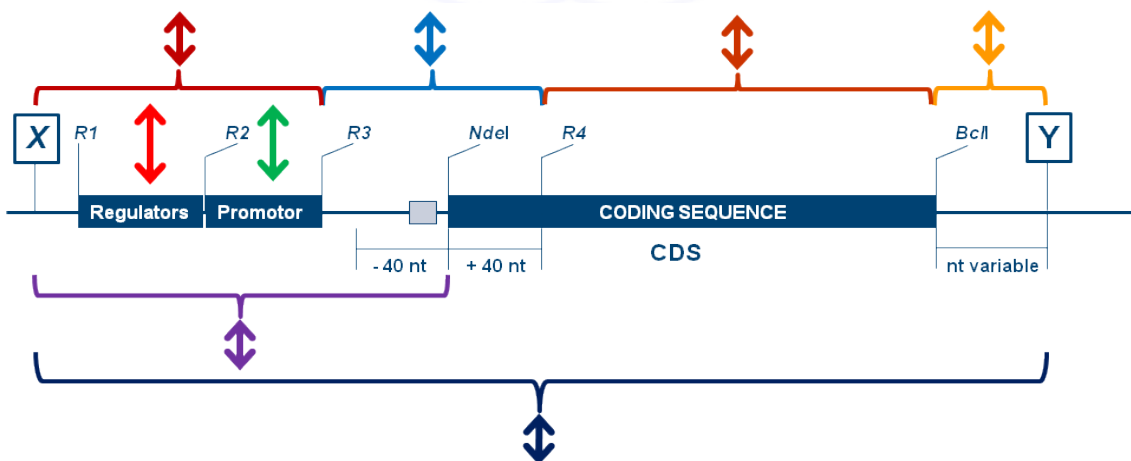 X
R1
R2
R3
NdeI
R4
BclI
Y
Regulators
Promotor
CODING SEQUENCE
CDS
- 40 nt
+ 40 nt
nt variable